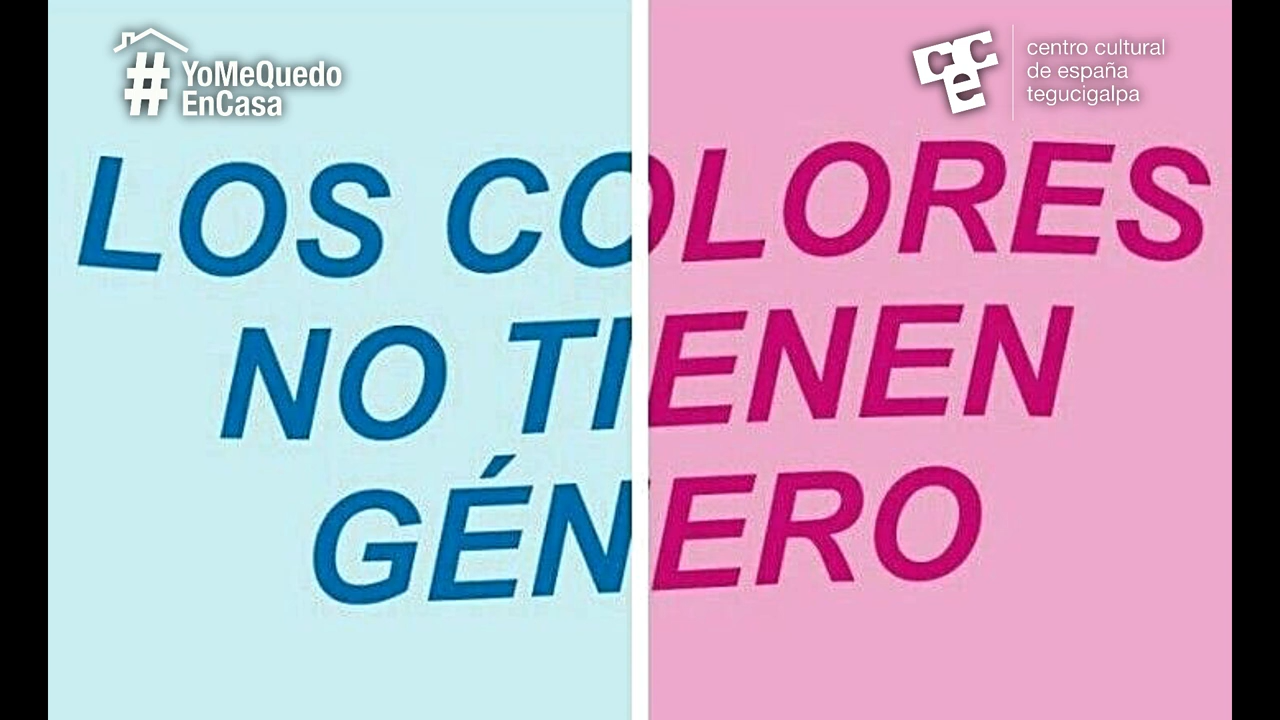 #YoMeQuedo
EnCasa
centro cultural
de españa
tegucigalpa
cce
LOS COLORES
NO TIENEN
GÉNERO